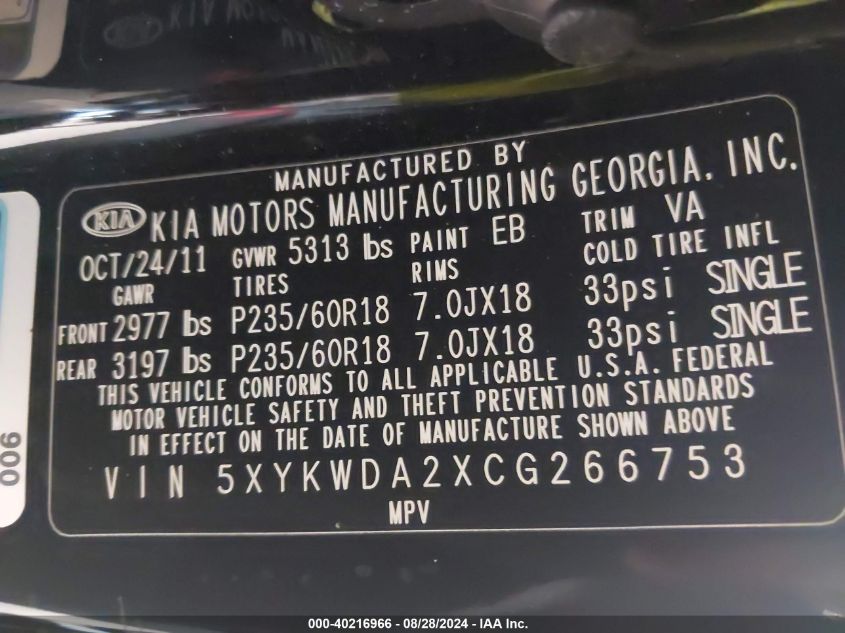 MANUFACTURED BY
KIA KIA MOTORS MANUFACTURING GEORGIA, INC.
OCT/24/11 GVWR 5313 lbs PAINT EB TRIM VA
GAWR TIRES RIMS COLD TIRE INFL
FRONT 2977 lbs P235/60R18 7.0JX18 33psi SINGLE
REAR 3197 lbs P235/60R18 7.0JX18 33psi SINGLE
THIS VEHICLE CONFORMS TO ALL APPLICABLE U.S.A. FEDERAL
MOTOR VEHICLE SAFETY AND THEFT PREVENTION STANDARDS
IN EFFECT ON THE DATE OF MANUFACTURE SHOWN ABOVE
VIN 5XYKWDA2XCG266753
MPV
006
000-40216966 - 08/28/2024 - IAA Inc.